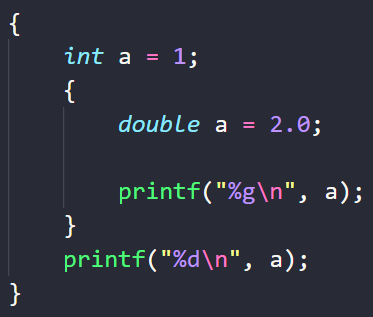 {
    int a = 1;
    {
        double a = 2.0;

        printf("%g\n", a);
    }
    printf("%d\n", a);
}